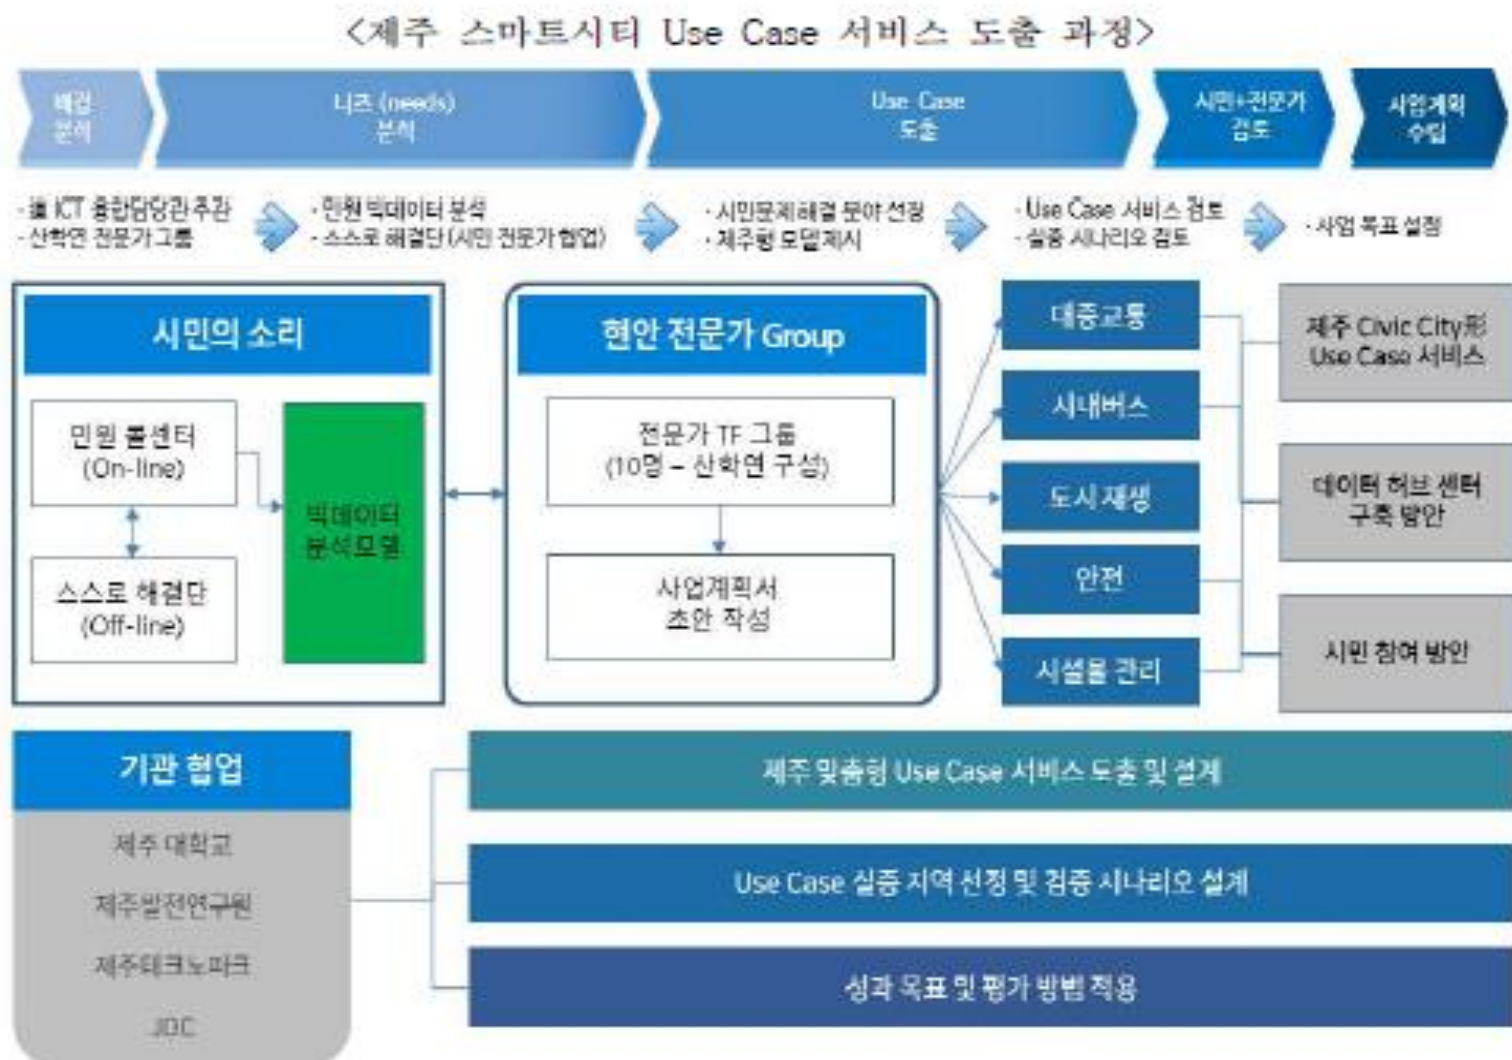 <제주 스마트시티 Use Case 서비스 도출 과정>
배경
분석
니즈 (needs)
분석
Use Case
도출
시민+전문가
검토
사업계획
수립
· 道 ICT 융합담당관 주관
· 산학연 전문가 그룹
· 민원 빅데이터 분석
· 스스로 해결단 (시민 전문가 협업)
· 시민문제 해결 분야 선정
· 제주형 모델 제시
· Use Case 서비스 검토
· 실증 시나리오 검토
· 사업 목표 설정
시민의 소리
민원 콜센터
(On-line)
스스로 해결단
(Off-line)
빅데이터
분석모델
현안 전문가 Group
전문가 TF 그룹
(10명 – 산학연 구성)
사업계획서
초안 작성
대중교통
시내버스
도시 재생
안전
시설물 관리
제주 Civic City形
Use Case 서비스
데이터 허브 센터
구축 방안
시민 참여 방안
기관 협업
제주 대학교
제주발전연구원
제주테크노파크
JDC
제주 맞춤형 Use Case 서비스 도출 및 설계
Use Case 실증 지역 선정 및 검증 시나리오 설계
성과 목표 및 평가 방법 적용